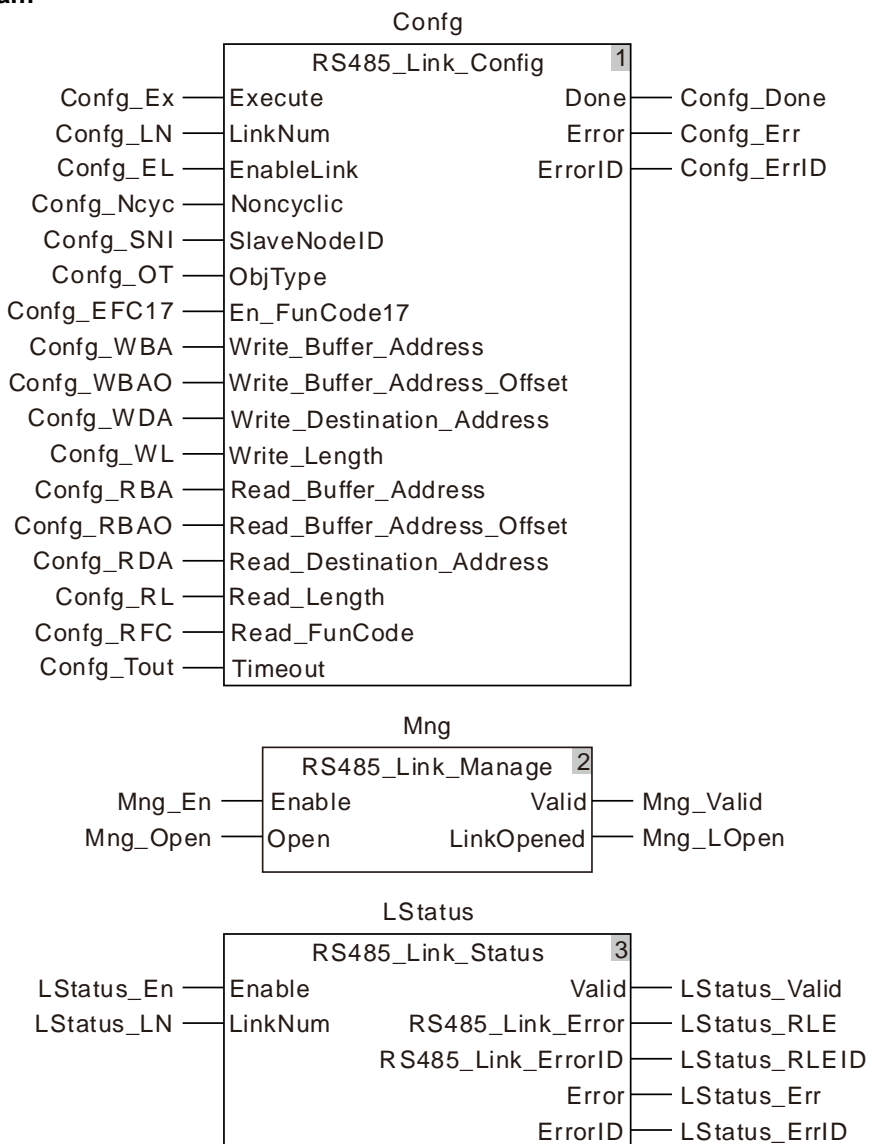 Confg
RS485_Link_Config 1
Confg_Ex Execute Done Confg_Done
Confg_LN LinkNum Error Confg_Err
Confg_EL EnableLink ErrorID Confg_ErrID
Confg_Ncyc Noncyclic
Confg_SNI SlaveNodeID
Confg_OT ObjType
Confg_EFC17 En_FunCode17
Confg_WBA Write_Buffer_Address
Confg_WBAO Write_Buffer_Address_Offset
Confg_WDA Write_Destination_Address
Confg_WL Write_Length
Confg_RBA Read_Buffer_Address
Confg_RBAO Read_Buffer_Address_Offset
Confg_RDA Read_Destination_Address
Confg_RL Read_Length
Confg_RFC Read_FunCode
Confg_Tout Timeout
Mng
RS485_Link_Manage 2
Mng_En Enable Valid Mng_Valid
Mng_Open Open LinkOpened Mng_LOpen
LStatus
RS485_Link_Status 3
LStatus_En Enable Valid LStatus_Valid
LStatus_LN LinkNum RS485_Link_Error LStatus_RLE
RS485_Link_ErrorID LStatus_RLEID
Error LStatus_Err
ErrorID LStatus_ErrID